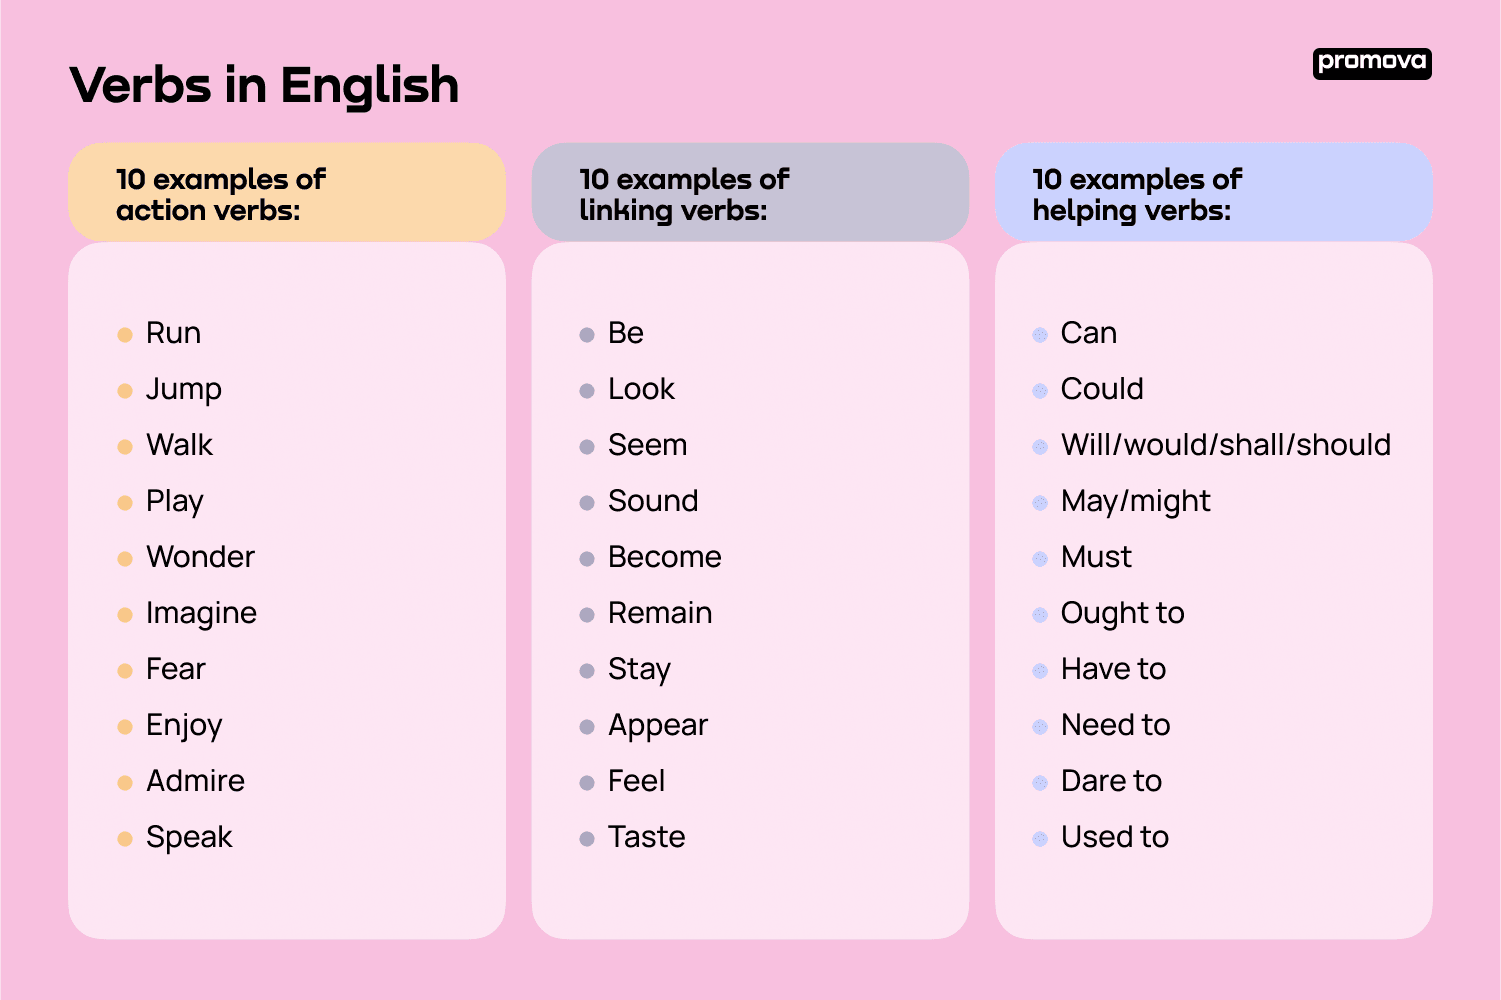 Verbs in English
promova
10 examples of
action verbs:
Run
Jump
Walk
Play
Wonder
Imagine
Fear
Enjoy
Admire
Speak
10 examples of
linking verbs:
Be
Look
Seem
Sound
Become
Remain
Stay
Appear
Feel
Taste
10 examples of
helping verbs:
Can
Could
Will/would/shall/should
May/might
Must
Ought to
Have to
Need to
Dare to
Used to